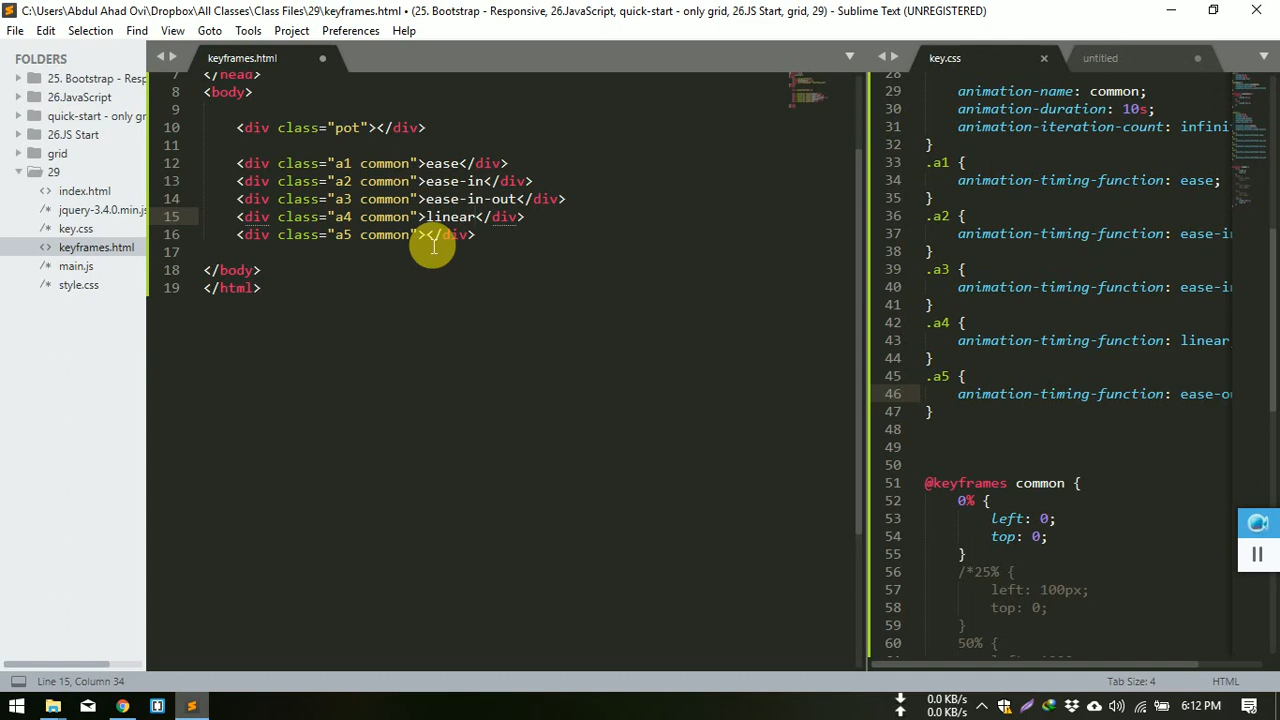 C:\Users\Abdul Ahad Ovi\Dropbox\All Classes\Class Files\29\keyframes.html • (25. Bootstrap - Responsive, 26.JavaScript, quick-start - only grid, 26.JS Start, grid, 29) - Sublime Text (UNREGISTERED)
File Edit Selection Find View Goto Tools Project Preferences Help
FOLDERS
25. Bootstrap - Resp
26.JavaScript
quick-start - only gr
26.JS Start
grid
29
index.html
jquery-3.4.0.min.js
key.css
keyframes.html
main.js
style.css
keyframes.html
7 </head>
8 <body>
9
10 <div class="pot"></div>
11
12 <div class="a1 common">ease</div>
13 <div class="a2 common">ease-in</div>
14 <div class="a3 common">ease-in-out</div>
15 <div class="a4 common">linear</div>
16 <div class="a5 common"></div>
17
18 </body>
19 </html>
key.css untitled
28
29 animation-name: common;
30 animation-duration: 10s;
31 animation-iteration-count: infinit
32 }
33 .a1 {
34 animation-timing-function: ease;
35 }
36 .a2 {
37 animation-timing-function: ease-in
38 }
39 .a3 {
40 animation-timing-function: ease-in
41 }
42 .a4 {
43 animation-timing-function: linear
44 }
45 .a5 {
46 animation-timing-function: ease-ou
47 }
48
49
50
51 @keyframes common {
52 0% {
53 left: 0;
54 top: 0;
55 }
56 /*25% {
57 left: 100px;
58 top: 0;
59 }
60 50% {
Line 15, Column 34
Tab Size: 4
HTML
0.0 KB/s
0.0 KB/s
6:12 PM